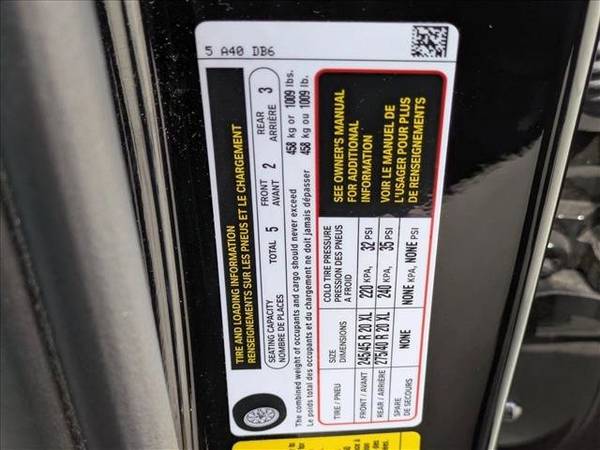 5 A40 DB6
TIRE AND LOADING INFORMATION
RENSEIGNEMENTS SUR LES PNEUS ET LE CHARGEMENT
SEATING CAPACITY
NOMBRE DE PLACES
TOTAL 5
FRONT
AVANT 2
REAR
ARRIÈRE 3
The combined weight of occupants and cargo should never exceed 458 kg or 1009 lbs.
Le poids total des occupants et du chargement ne doit jamais dépasser 458 kg ou 1009 lb.
TIRE / PNEU
SIZE
DIMENSIONS
COLD TIRE PRESSURE
PRESSION DES PNEUS
A FROID
FRONT / AVANT 245/45 R 20 XL 220 KPA, 32 PSI
REAR / ARRIÈRE 275/40 R 20 XL 240 KPA, 35 PSI
SPARE
DE SECOURS
NONE NONE KPA, NONE PSI
SEE OWNER'S MANUAL
FOR ADDITIONAL
INFORMATION
VOIR LE MANUEL DE
L'USAGER POUR PLUS
DE RENSEIGNEMENTS